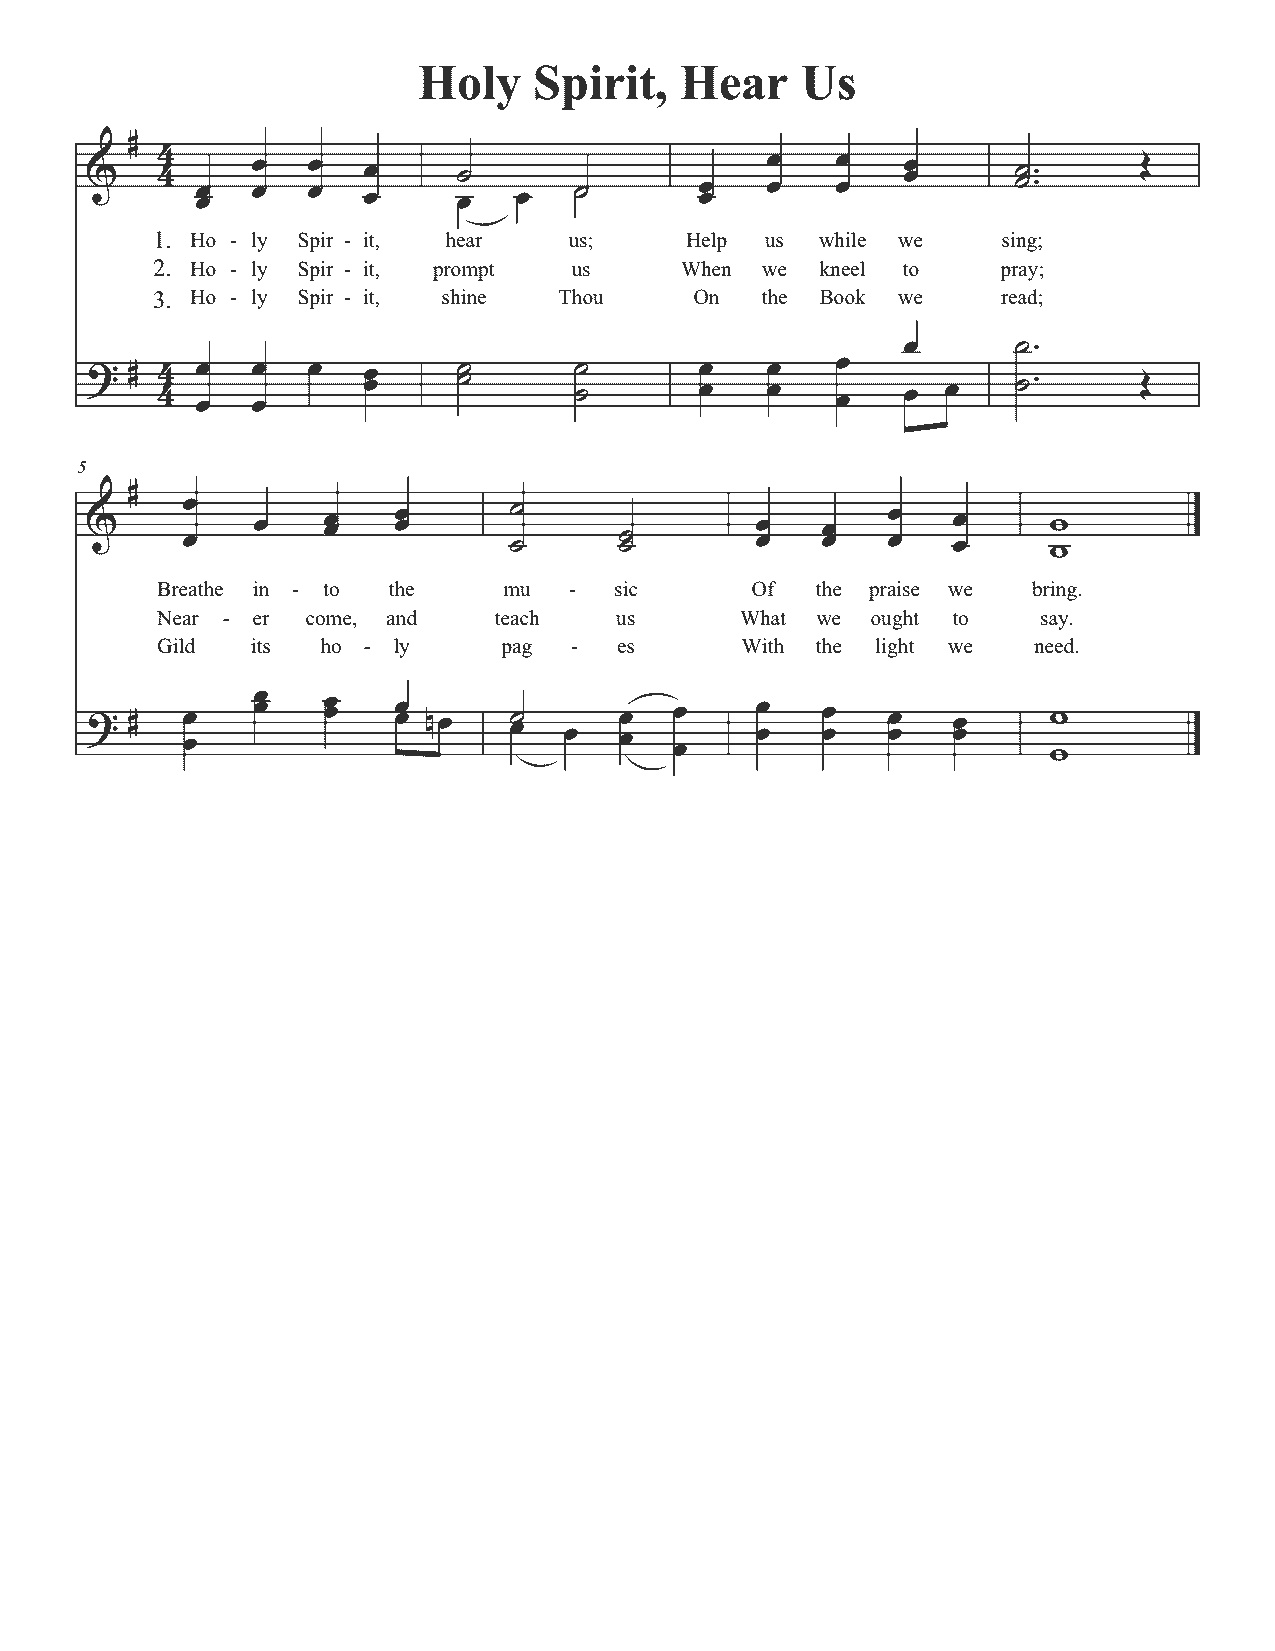 Holy Spirit, Hear Us
1. Ho - ly Spir - it, hear us; Help us while we sing;
2. Ho - ly Spir - it, prompt us When we kneel to pray;
3. Ho - ly Spir - it, shine Thou On the Book we read;
5
Breathe in - to the mu - sic Of the praise we bring.
Near - er come, and teach us What we ought to say.
Gild its ho - ly pag - es With the light we need.